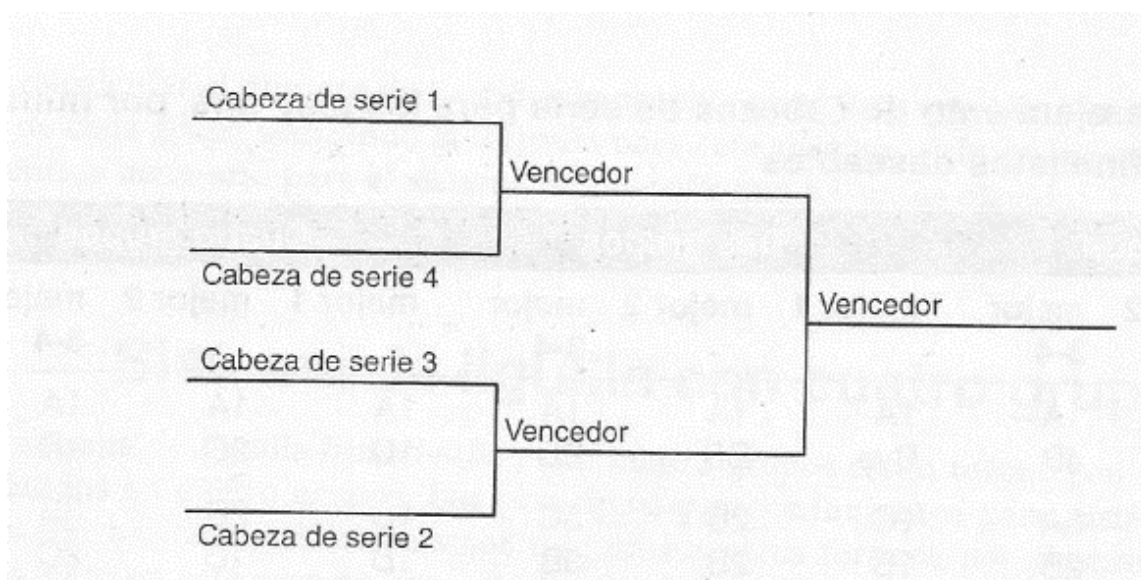 Cabeza de serie 1
Vencedor
Cabeza de serie 4
Vencedor
Cabeza de serie 3
Vencedor
Cabeza de serie 2